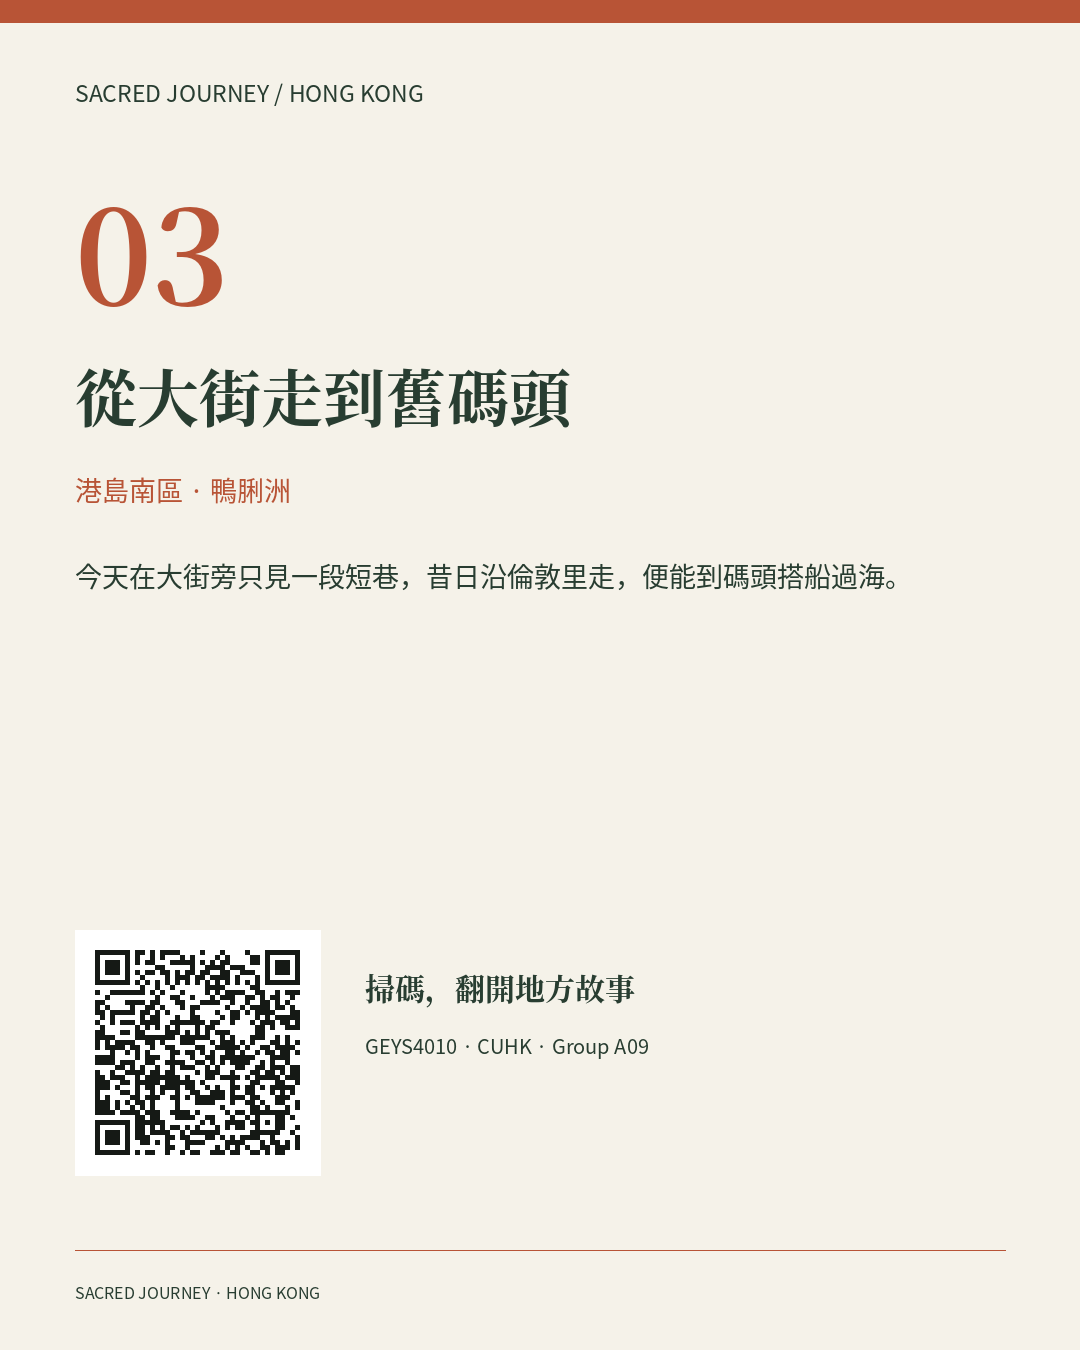 SACRED JOURNEY / HONG KONG
03
從大街走到舊碼頭
港島南區 · 鴨脷洲
今天在大街旁只見一段短巷，昔日沿倫敦里走，便能到碼頭搭船過海。
掃碼，翻開地方故事
GEYS4010 · CUHK · Group A09
SACRED JOURNEY · HONG KONG